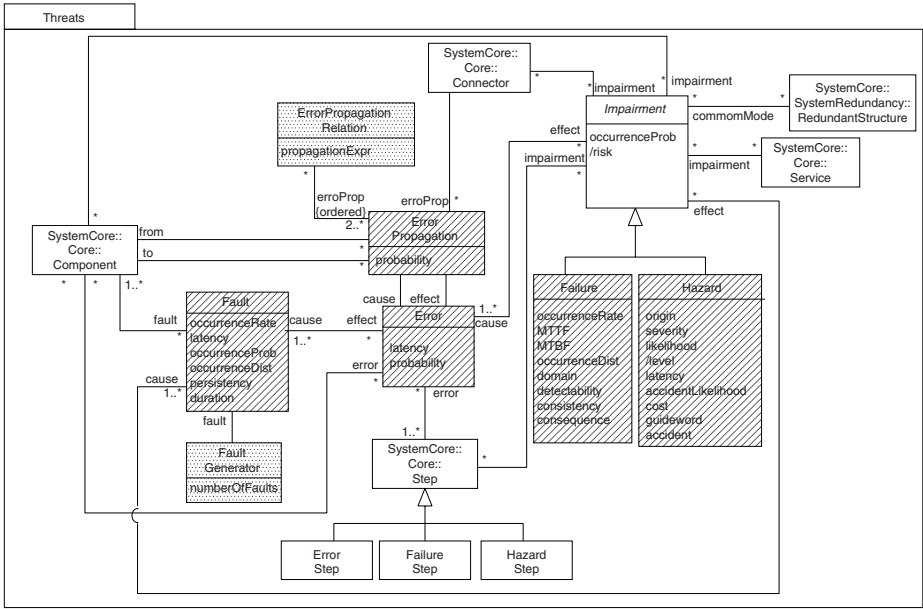 Threats
SystemCore::
Core::
Connector
*
*
impairment
*
impairment
SystemCore::
SystemRedundancy::
RedundantStructure
*
*
commomMode
Impairment
occurrenceProb
/risk
ErrorPropagation
Relation
propagationExpr
*
effect
*
impairment
*
*
*
impairment
SystemCore::
Core::
Service
*
effect
erroProp
{ordered}
2..*
erroProp
*
*
SystemCore::
Core::
Component
from
*
to
*
Error
Propagation
probability
*
*
1..*
cause
effect
Fault
occurrenceRate
latency
occurrenceProb
occurrenceDist
persistency
duration
fault
*
cause
1..*
effect
*
Error
latency
probability
1..*
cause
Failure
occurrenceRate
MTTF
MTBF
occurrenceDist
domain
detectability
consistency
consequence
Hazard
origin
severity
likelihood
/level
latency
accidentLikelihood
cost
guideword
accident
cause
1..*
error
*
*
error
fault
1..*
Fault
Generator
numberOfFaults
SystemCore::
Core::
Step
*
Error
Step
Failure
Step
Hazard
Step